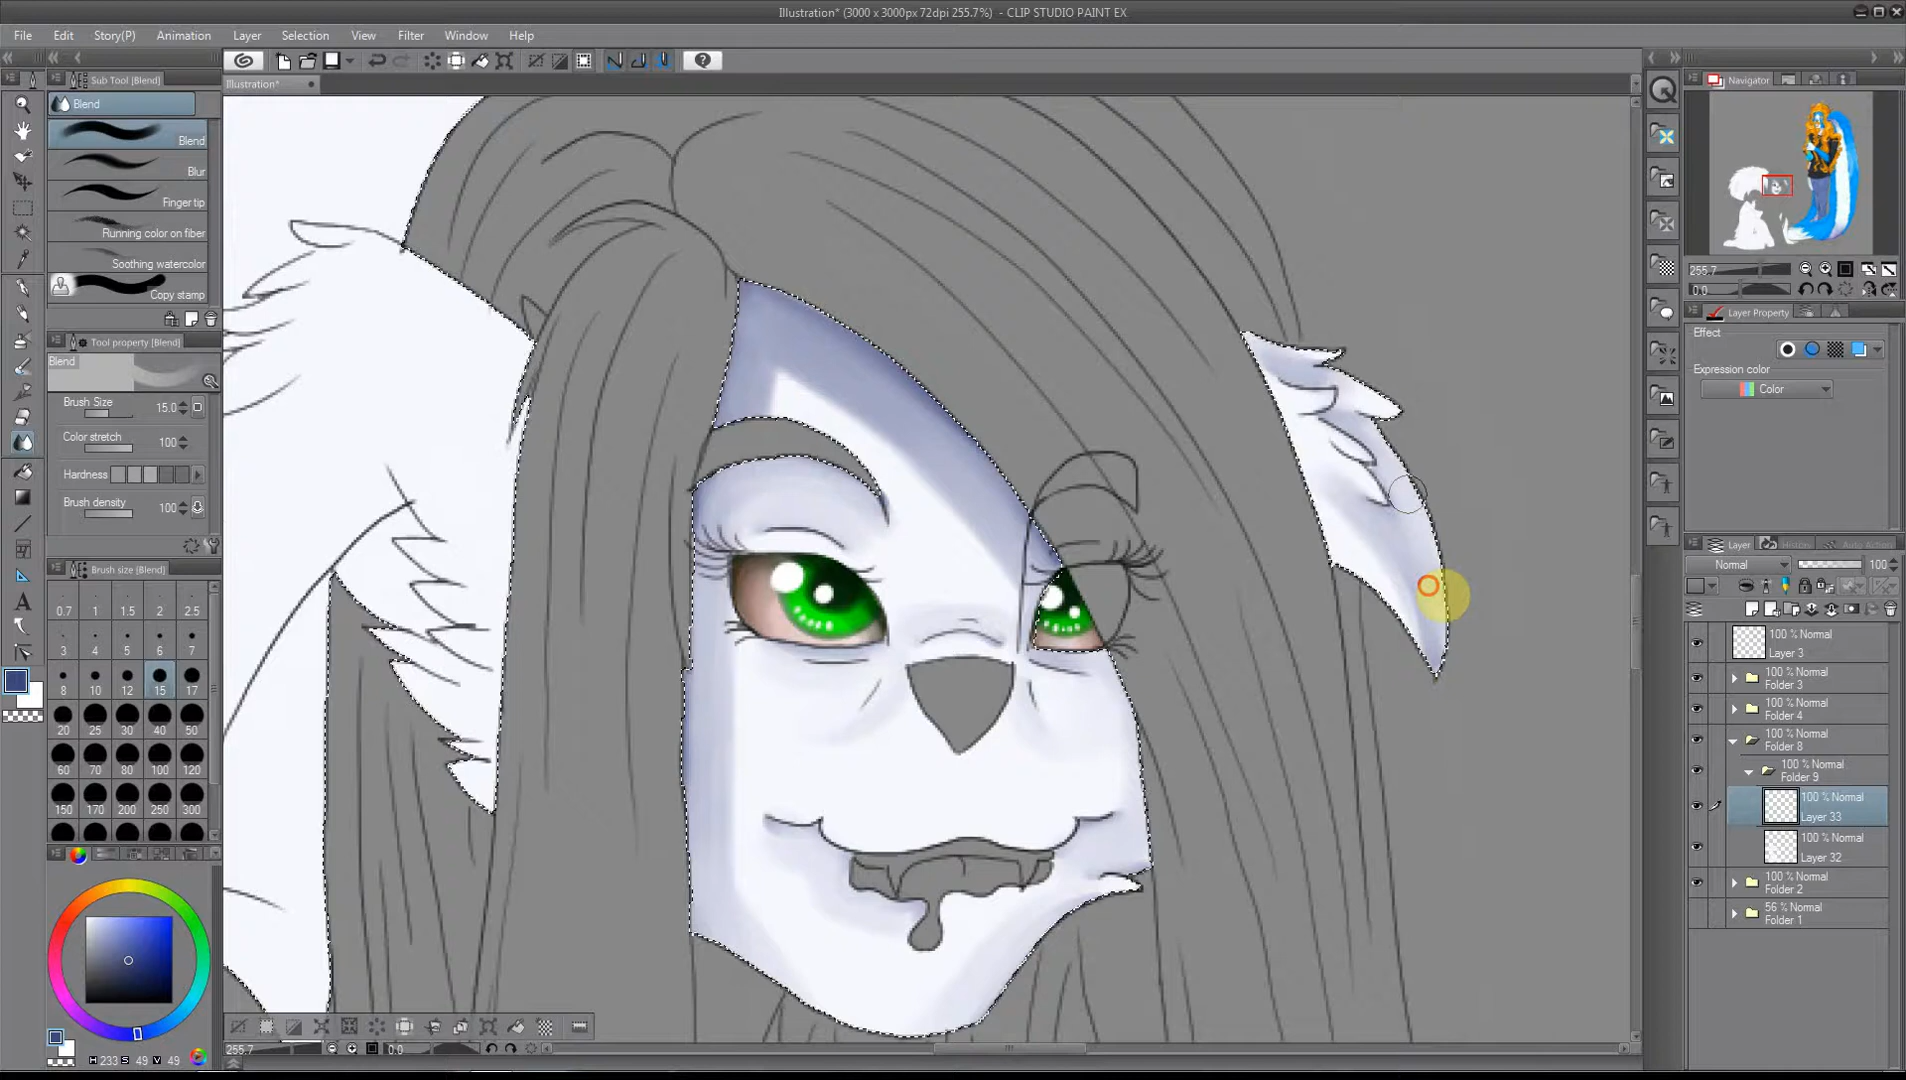 Illustration* (3000 x 3000px 72dpi 255.7%) - CLIP STUDIO PAINT EX
File Edit Story(P) Animation Layer Selection View Filter Window Help
Sub Tool [Blend]
Illustration*
Navigator
Blend
Blend
Blur
Finger tip
Running color on fiber
Soothing watercolor
Copy stamp
255.7
0.0
Layer Property
Effect
Expression color
Color
Tool property [Blend]
Blend
Brush Size 15.0
Color stretch 100
Hardness
Brush density 100
Layer History Auto Action
Normal 100
Brush size [Blend]
0.7 1 1.5 2 2.5
3 4 5 6 7
8 10 12 15 17
20 25 30 40 50
60 70 80 100 120
150 170 200 250 300
100 % Normal
Layer 3
100 % Normal
Folder 3
100 % Normal
Folder 4
100 % Normal
Folder 8
100 % Normal
Folder 9
100 % Normal
Layer 33
100 % Normal
Layer 32
100 % Normal
Folder 2
56 % Normal
Folder 1
255.7
0.0
H 233 S 49 V 49